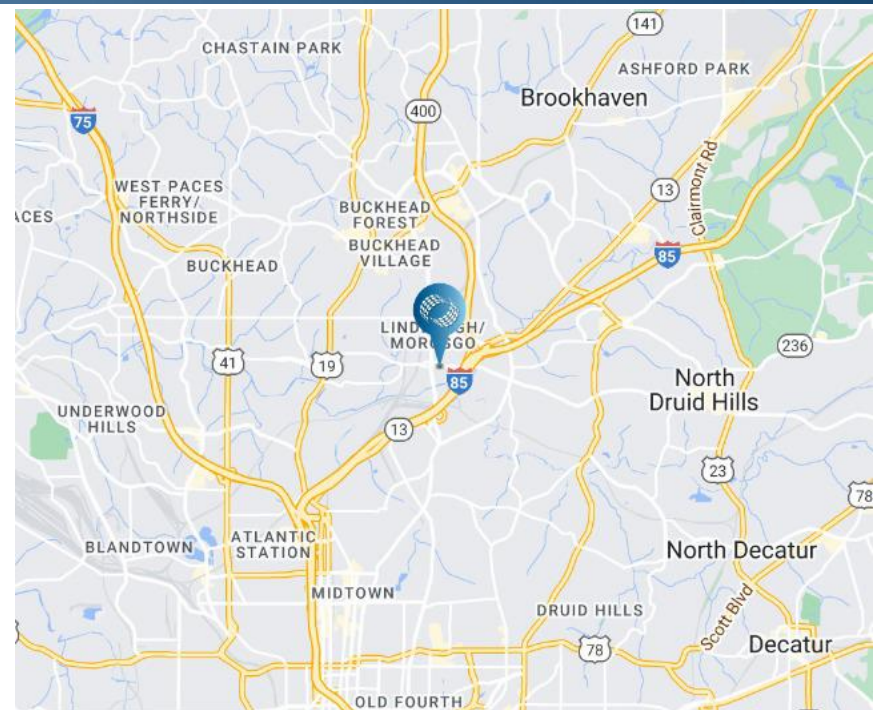 141
CHASTAIN PARK
ASHFORD PARK
Brookhaven
400
75
Clairmont Rd
13
WEST PACES
FERRY/
NORTHSIDE
ACES
BUCKHEAD
FOREST
BUCKHEAD
VILLAGE
BUCKHEAD
85
236
41
19
85
North
Druid Hills
UNDERWOOD
HILLS
13
23
78
BLANDTOWN
ATLANTIC
STATION
North Decatur
MIDTOWN
DRUID HILLS
Scott Blvd
78
Decatur
OLD FOURTH